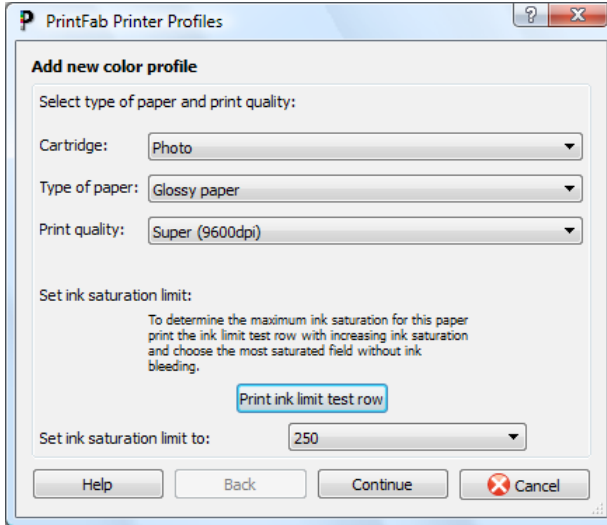 PrintFab Printer Profiles
Add new color profile
Select type of paper and print quality:
Cartridge: Photo
Type of paper: Glossy paper
Print quality: Super (9600dpi)
Set ink saturation limit:
To determine the maximum ink saturation for this paper
print the ink limit test row with increasing ink saturation
and choose the most saturated field without ink
bleeding.
Print ink limit test row
Set ink saturation limit to: 250
Help Back Continue Cancel